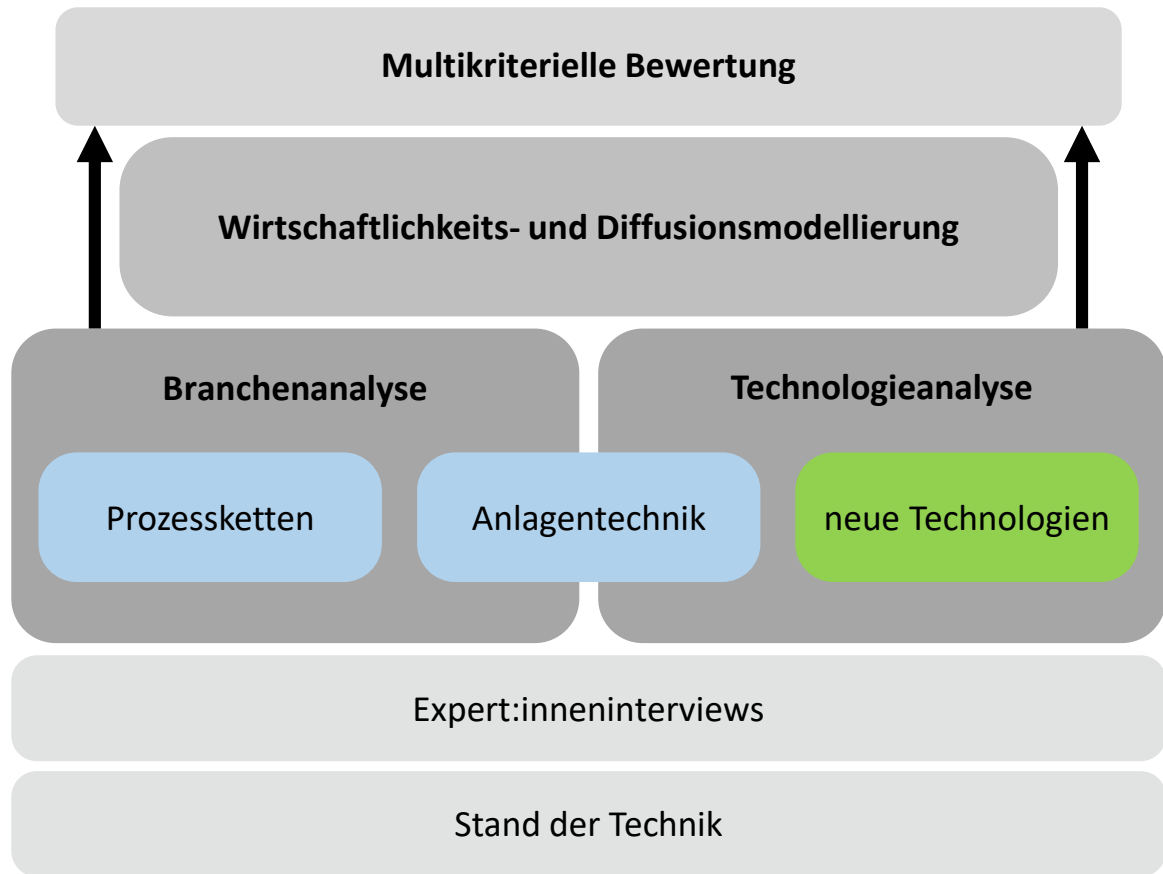 Multikriterielle Bewertung
Wirtschaftlichkeits- und Diffusionsmodellierung
Branchenanalyse
Technologieanalyse
Prozessketten
Anlagentechnik
neue Technologien
Expert:inneninterviews
Stand der Technik